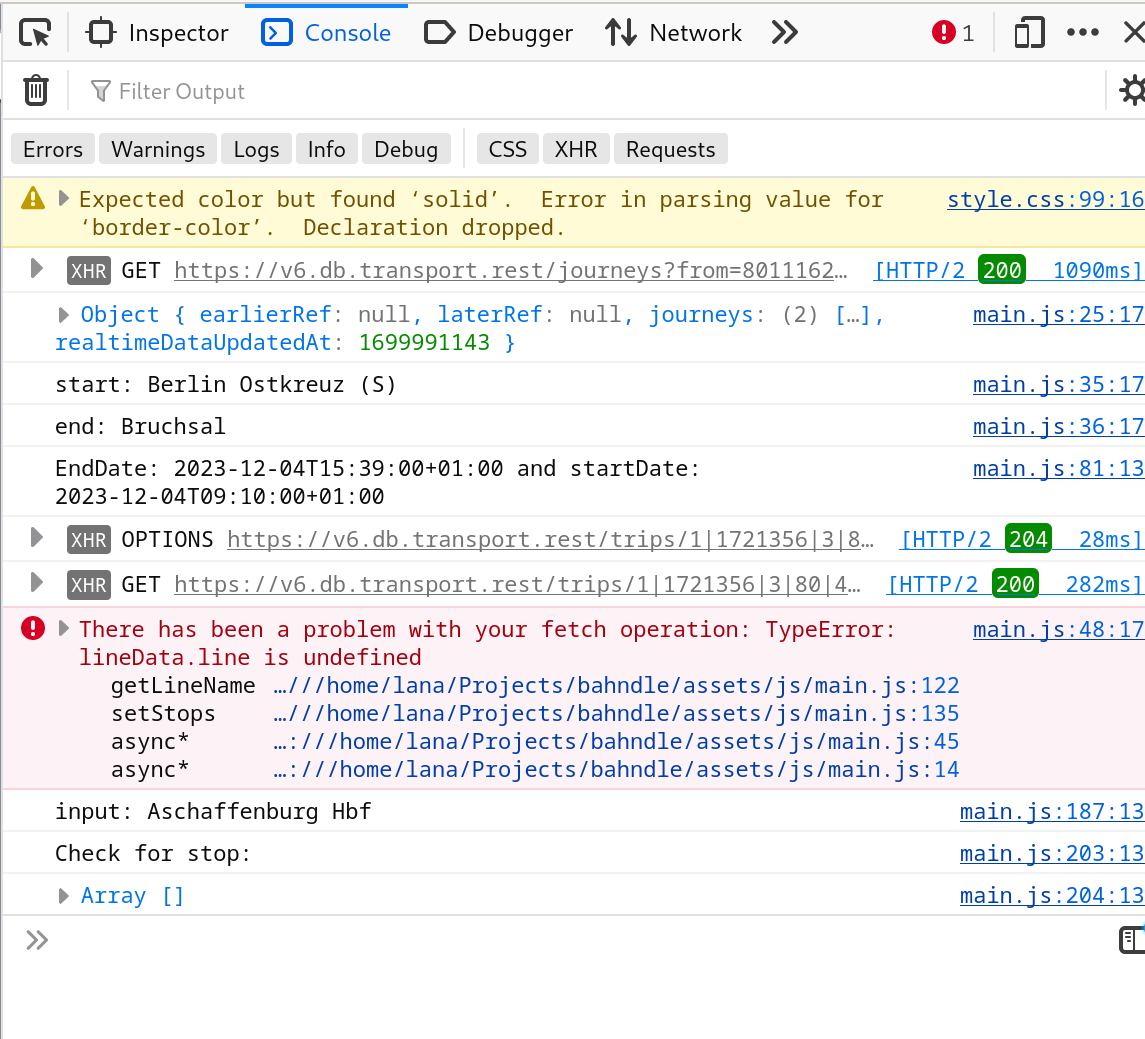 Inspector Console Debugger Network 1
Filter Output
Errors Warnings Logs Info Debug CSS XHR Requests
Expected color but found ‘solid’. Error in parsing value for style.css:99:16
‘border-color’. Declaration dropped.
XHR GET https://v6.db.transport.rest/journeys?from=8011162… [HTTP/2 200 1090ms]
Object { earlierRef: null, laterRef: null, journeys: (2) […], main.js:25:17
realtimeDataUpdatedAt: 1699991143 }
start: Berlin Ostkreuz (S) main.js:35:17
end: Bruchsal main.js:36:17
EndDate: 2023-12-04T15:39:00+01:00 and startDate: main.js:81:13
2023-12-04T09:10:00+01:00
XHR OPTIONS https://v6.db.transport.rest/trips/1|1721356|3|8… [HTTP/2 204 28ms]
XHR GET https://v6.db.transport.rest/trips/1|1721356|3|80|4… [HTTP/2 200 282ms]
There has been a problem with your fetch operation: TypeError: main.js:48:17
lineData.line is undefined
getLineName …///home/lana/Projects/bahndle/assets/js/main.js:122
setStops …///home/lana/Projects/bahndle/assets/js/main.js:135
async* …:///home/lana/Projects/bahndle/assets/js/main.js:45
async* …:///home/lana/Projects/bahndle/assets/js/main.js:14
input: Aschaffenburg Hbf main.js:187:13
Check for stop: main.js:203:13
Array [] main.js:204:13